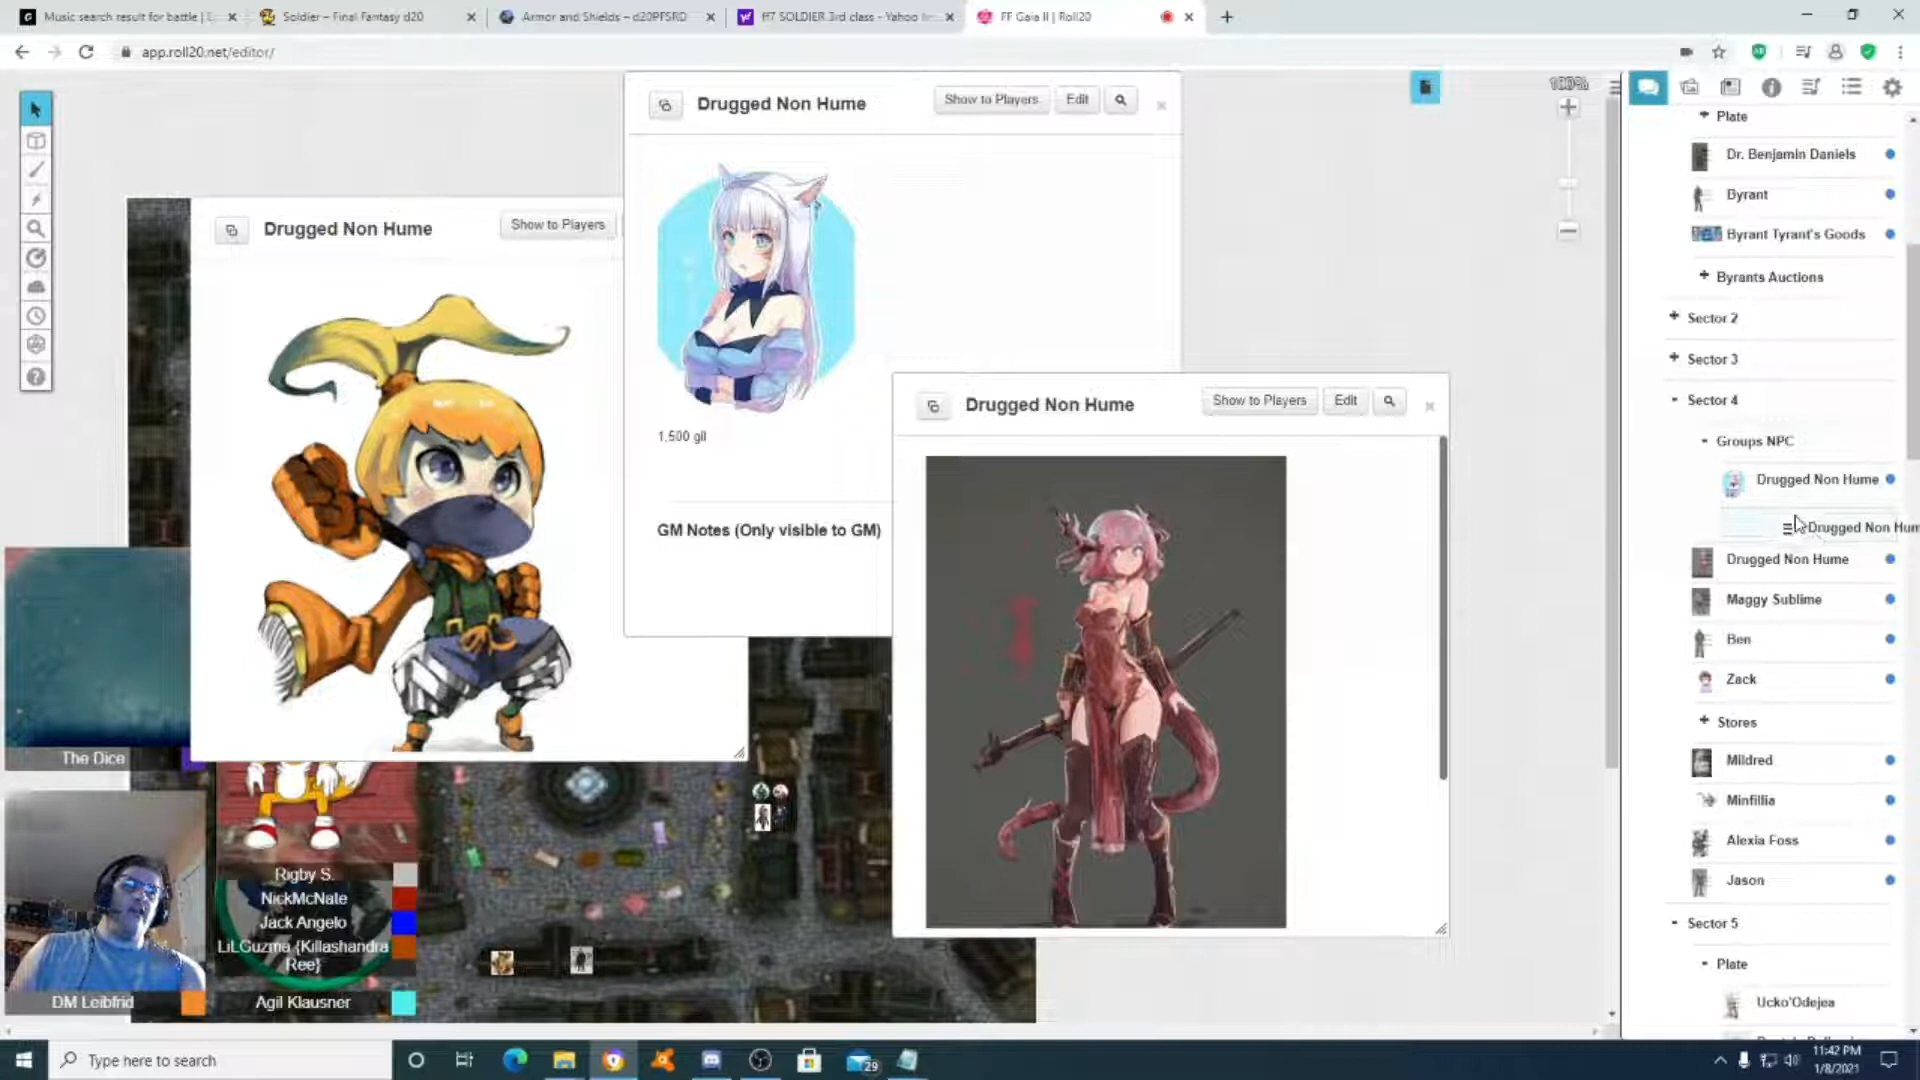 Music search result for battle | E
Soldier – Final Fantasy d20
Armor and Shields – d20PFSRD
ff7 SOLDIER 3rd class - Yahoo Im
FF Gaia II | Roll20
app.roll20.net/editor/
100%
Drugged Non Hume
Show to Players
Edit
Drugged Non Hume
Show to Players
1,500 gil
GM Notes (Only visible to GM)
Drugged Non Hume
Show to Players
Edit
Plate
Dr. Benjamin Daniels
Byrant
Byrant Tyrant's Goods
Byrants Auctions
Sector 2
Sector 3
Sector 4
Groups NPC
Drugged Non Hume
Drugged Non Hum
Drugged Non Hume
Maggy Sublime
Ben
Zack
Stores
Mildred
Minfillia
Alexia Foss
Jason
Sector 5
Plate
Ucko'Odejea
The Dice
Rigby S.
NickMcNate
Jack Angelo
LiLGuzma {Killashandra
Ree}
DM Leibfrid
Agil Klausner
Type here to search
29
11:42 PM
1/8/2021